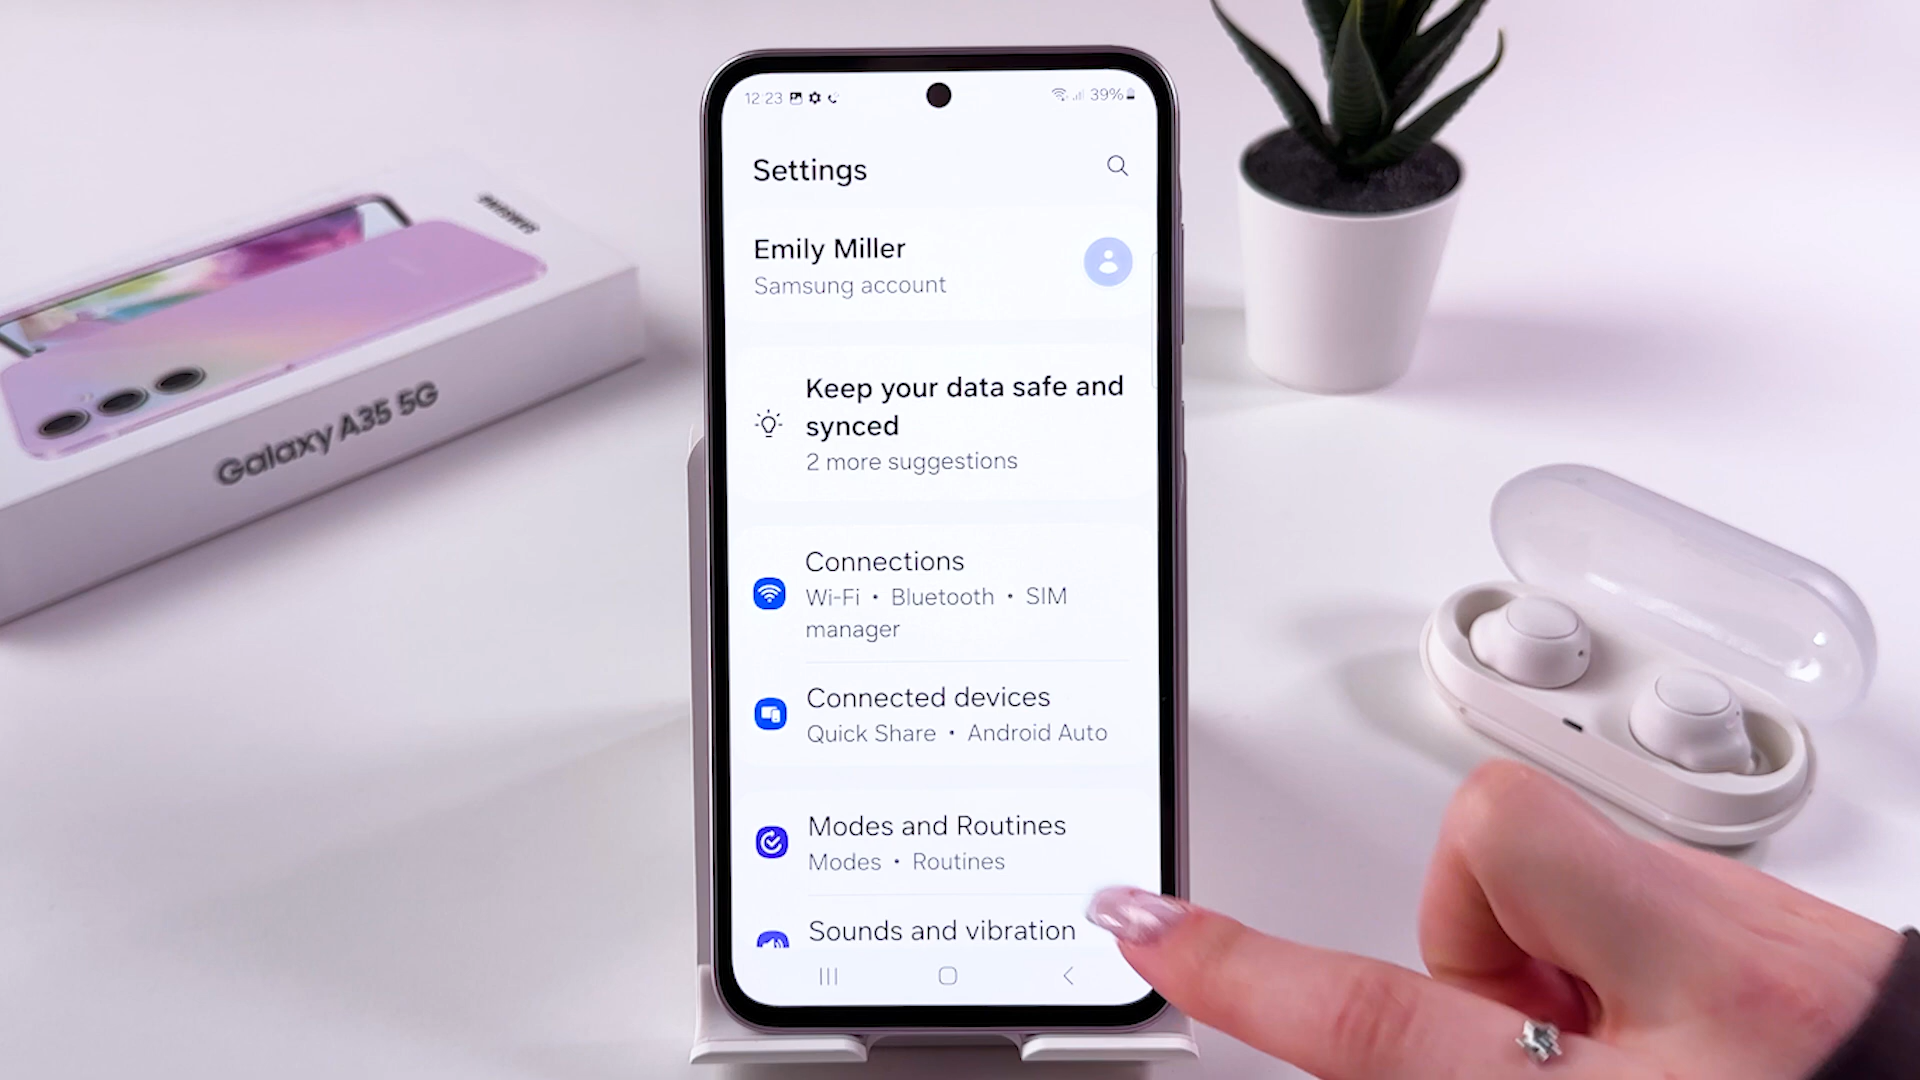 12:23
39%
Settings
Emily Miller
Samsung account
Keep your data safe and
synced
2 more suggestions
Connections
Wi-Fi • Bluetooth • SIM
manager
Connected devices
Quick Share • Android Auto
Modes and Routines
Modes • Routines
Sounds and vibration
SAMSUNG
Galaxy A35 5G